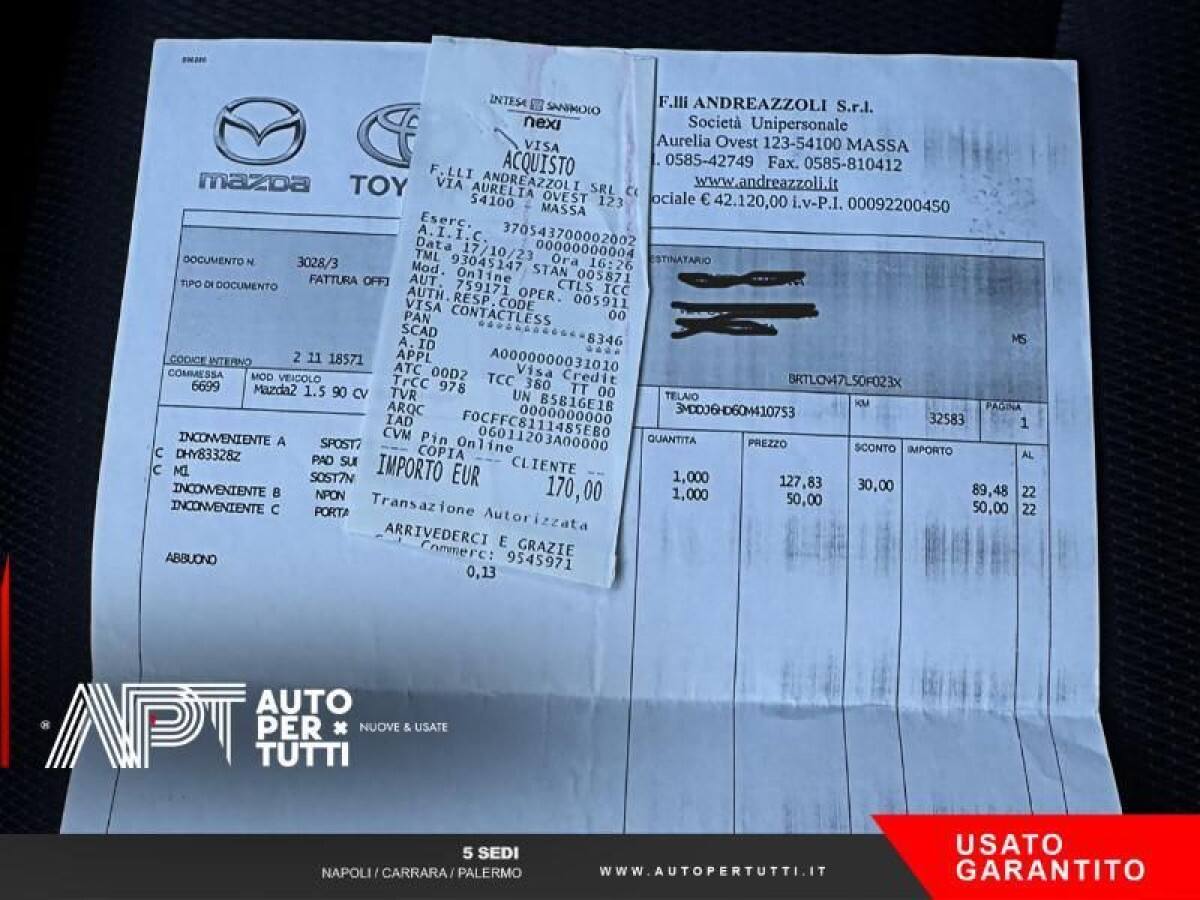 mazda
TOY
F.lli ANDREAZZOLI S.r.l.
Società Unipersonale
Aurelia Ovest 123-54100 MASSA
l. 0585-42749 Fax. 0585-810412
www.andreazzoli.it
ociale € 42.120,00 i.v-P.I. 00092200450
INTESA SANPAOLO
nexi
VISA
ACQUISTO
F.LLI ANDREAZZOLI SRL
VIA AURELIA OVEST 123
54100 MASSA
Eserc. 370543700002002
A.I.I.C. 00000000004
Data 17/10/23 Ora 16:26
TML 93045147 STAN 005871
Mod. Online CTLS ICC
AUT. 759171 OPER. 005911
AUTH.RESP.CODE 00
VISA CONTACTLESS
PAN ************8346
SCAD ****
A.ID A0000000031010
APPL Visa Credit
ATC 00D2 TCC 380 TT 00
TrCC 978 UN B5B16E1B
TVR 0000000000
ARQC F0CFFC8111485EB0
IAD 06011203A00000
CVM Pin Online
--- COPIA --- CLIENTE --
IMPORTO EUR 170,00
Transazione Autorizzata
ARRIVEDERCI E GRAZIE
Commerc: 9545971
DOCUMENTO N. 3028/3
TIPO DI DOCUMENTO FATTURA OFFI
CODICE INTERNO 2 11 18571
ESTINATARIO
MS
BRTLCN47L50F023X
COMMESSA
6699
MOD. VEICOLO
Mazda2 1.5 90 CV
TELAIO
3MDDJ6HD60M410753
KM
32583
PAGINA
1
QUANTITA PREZZO SCONTO IMPORTO AL
INCONVENIENTE A SPOST7
C DHY83328Z PAD SU 1,000 127,83 30,00 89,48 22
C M1 SOST7N 1,000 50,00 50,00 22
INCONVENIENTE B NPON
INCONVENIENTE C PORTA
ABBUONO 0,13
APT
AUTO
PER
TUTTI
NUOVE & USATE
®
5 SEDI
NAPOLI / CARRARA / PALERMO
WWW.AUTOPERTUTTI.IT
USATO
GARANTITO